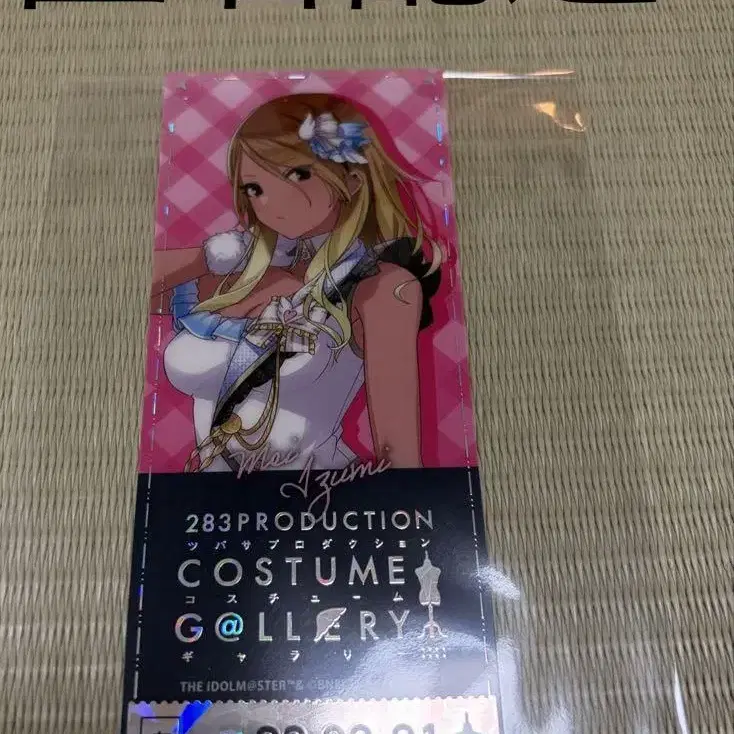 Mei
Izumi
283PRODUCTION
ツバサプロダクション
COSTUME
コスチューム
G@LLERY
ギャラリー
THE IDOLM@STER™&